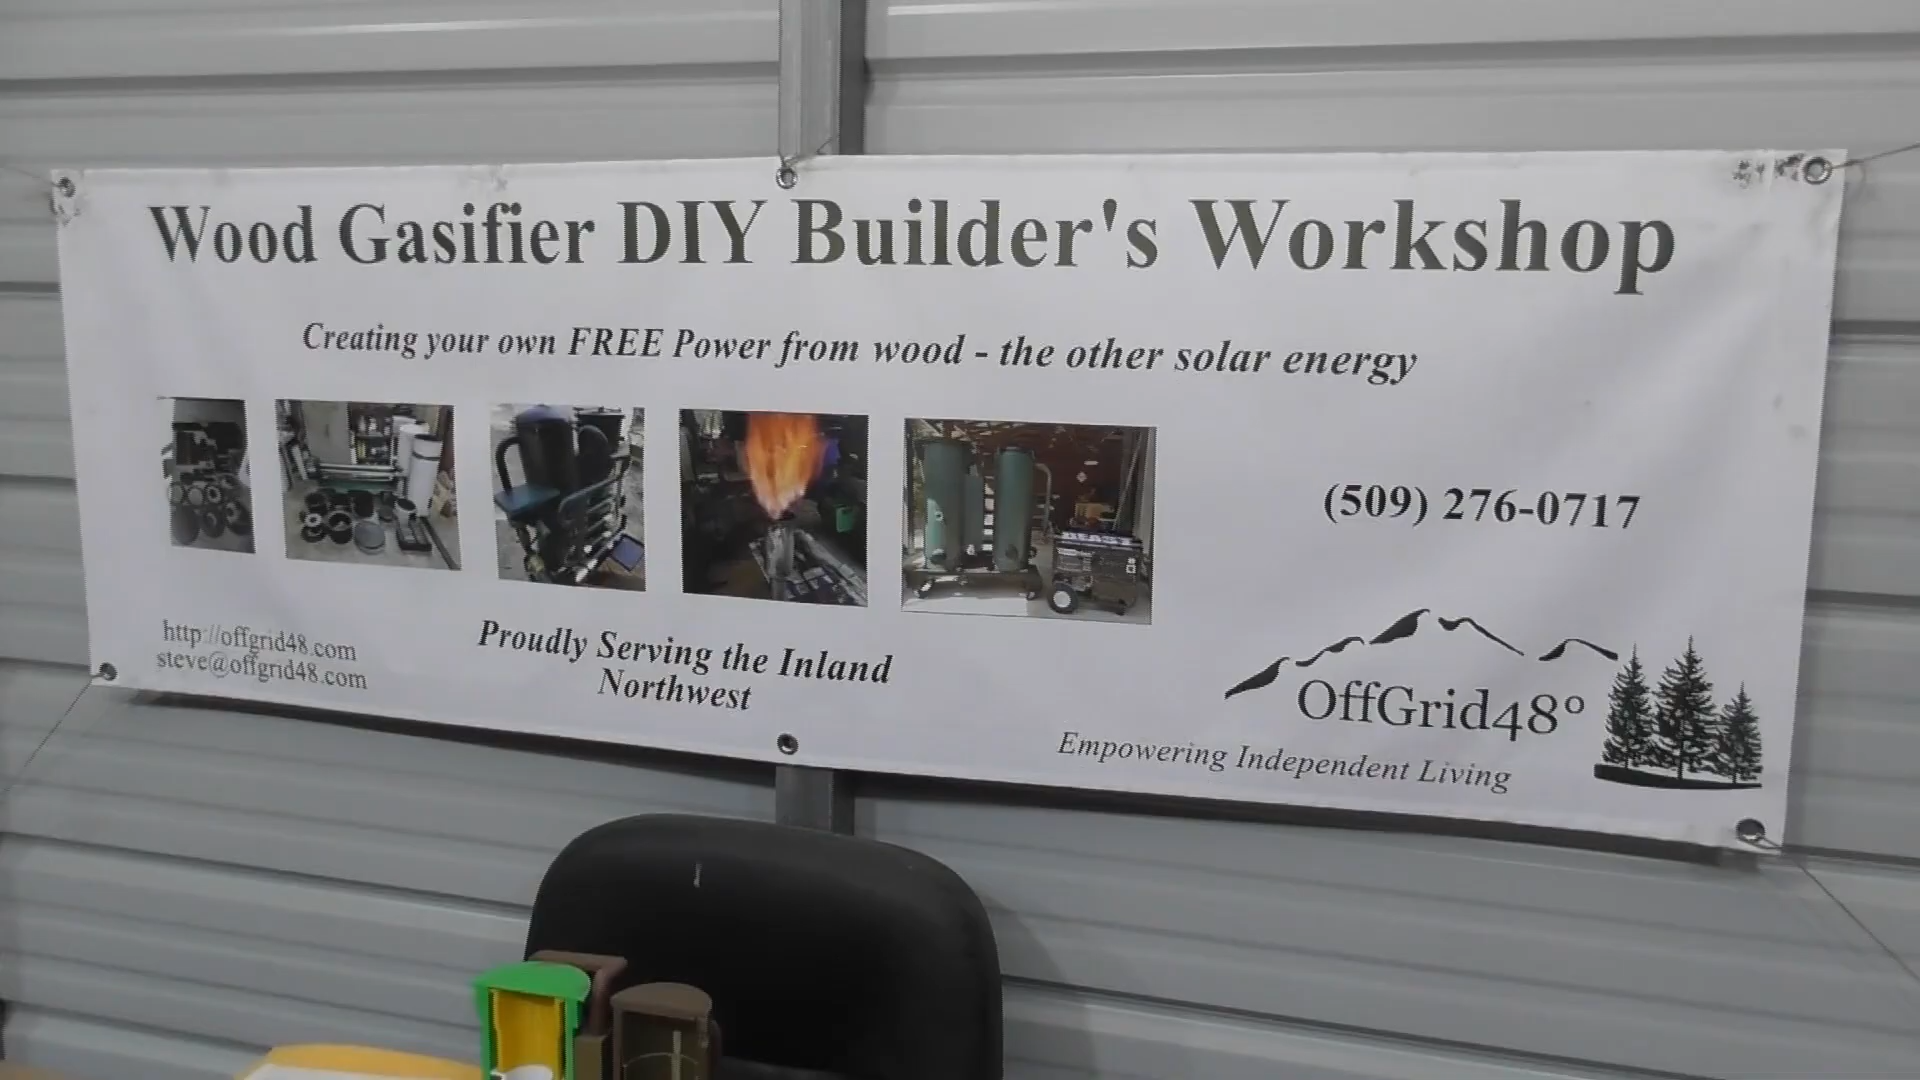 Wood Gasifier DIY Builder's Workshop
Creating your own FREE Power from wood - the other solar energy
BEAST
(509) 276-0717
http://offgrid48.com
steve@offgrid48.com
Proudly Serving the Inland
Northwest
OffGrid48°
Empowering Independent Living